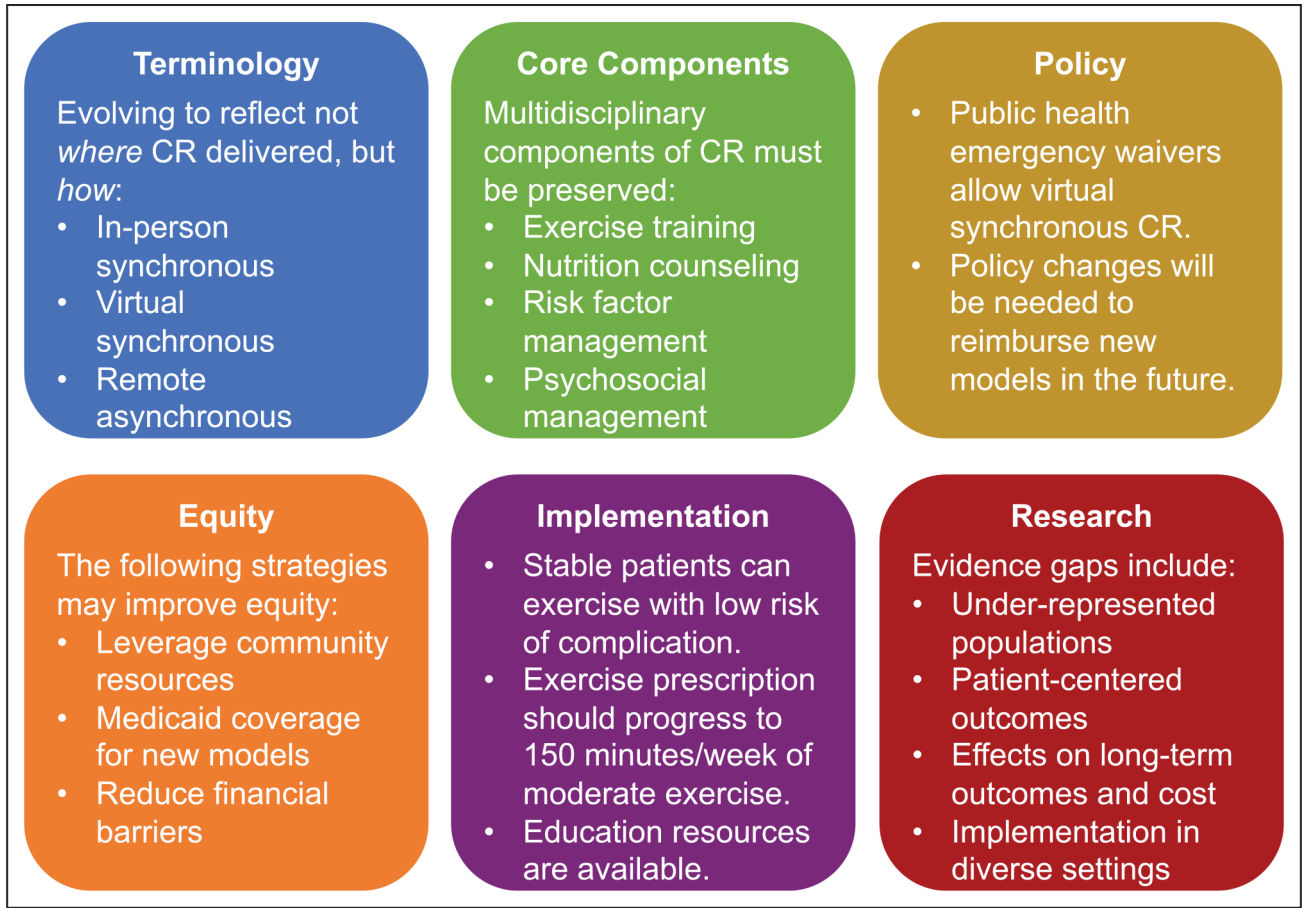 Terminology
Evolving to reflect not
where CR delivered, but
how:
• In-person
synchronous
• Virtual
synchronous
• Remote
asynchronous
Core Components
Multidisciplinary
components of CR must
be preserved:
• Exercise training
• Nutrition counseling
• Risk factor
management
• Psychosocial
management
Policy
• Public health
emergency waivers
allow virtual
synchronous CR.
• Policy changes will
be needed to
reimburse new
models in the future.
Equity
The following strategies
may improve equity:
• Leverage community
resources
• Medicaid coverage
for new models
• Reduce financial
barriers
Implementation
• Stable patients can
exercise with low risk
of complication.
• Exercise prescription
should progress to
150 minutes/week of
moderate exercise.
• Education resources
are available.
Research
Evidence gaps include:
• Under-represented
populations
• Patient-centered
outcomes
• Effects on long-term
outcomes and cost
• Implementation in
diverse settings